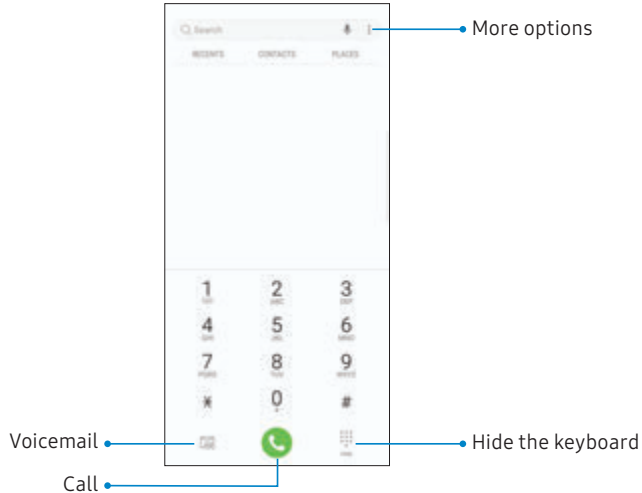 Search
More options
RECENTS CONTACTS PLACES
1 2 3
ABC DEF
4 5 6
GHI JKL MNO
7 8 9
PQRS TUV WXYZ
* 0 #
+
Voicemail
Hide the keyboard
Call